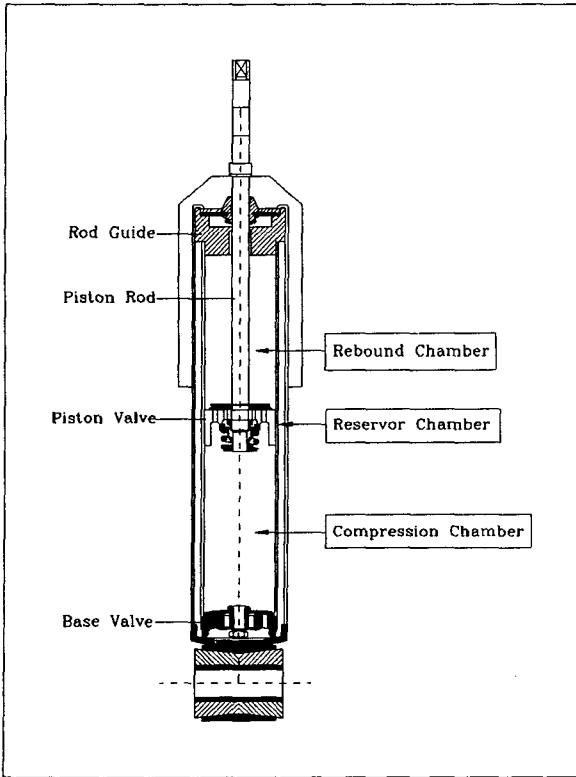 Rod Guide
Piston Rod
Rebound Chamber
Piston Valve
Reservor Chamber
Compression Chamber
Base Valve